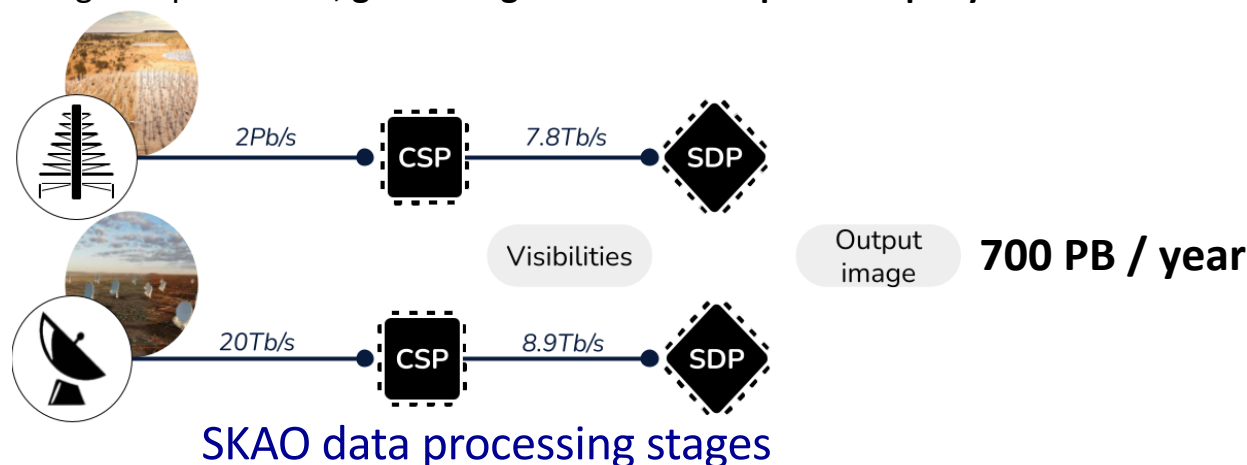 2Pb/s
CSP
7.8Tb/s
SDP
Visibilities
Output
image
700 PB / year
20Tb/s
CSP
8.9Tb/s
SDP
SKAO data processing stages